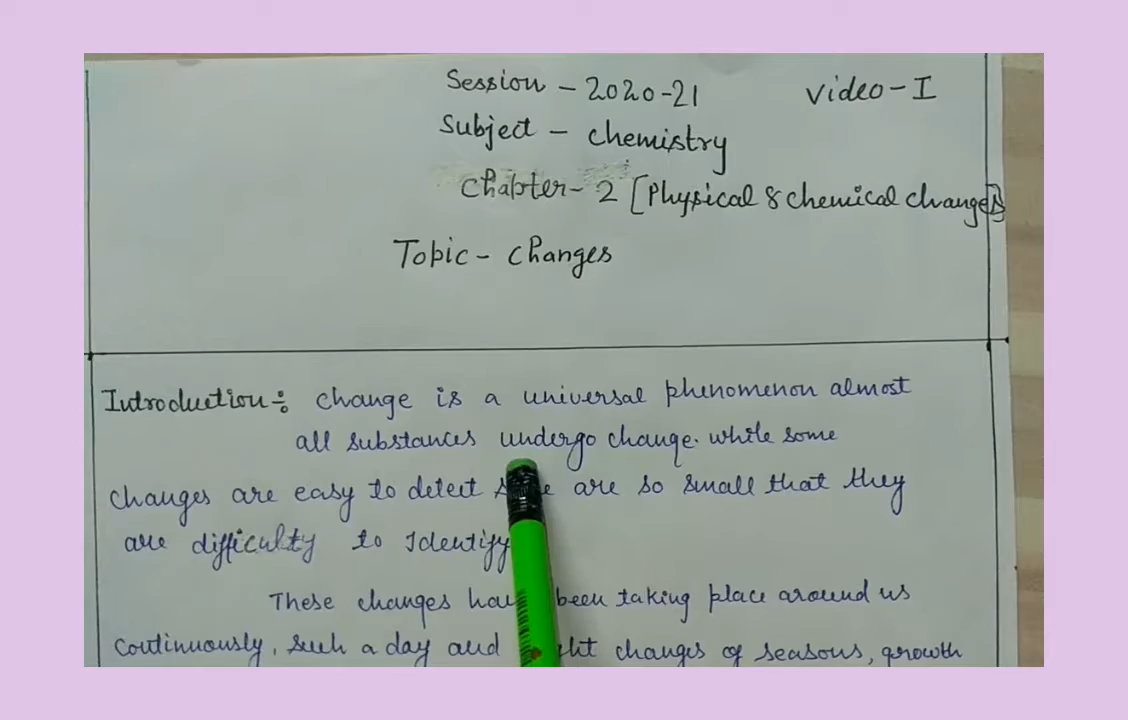 Session - 2020-21 Video-I
Subject - chemistry
Chapter-2 [Physical & chemical changes]
Topic - changes
Introduction:- change is a universal phenomenon almost
all substances undergo change. while some
changes are easy to detect are so small that they
are difficulty to Identify
These changes been taking place around us
continuously, such a day and changes of seasons, growth